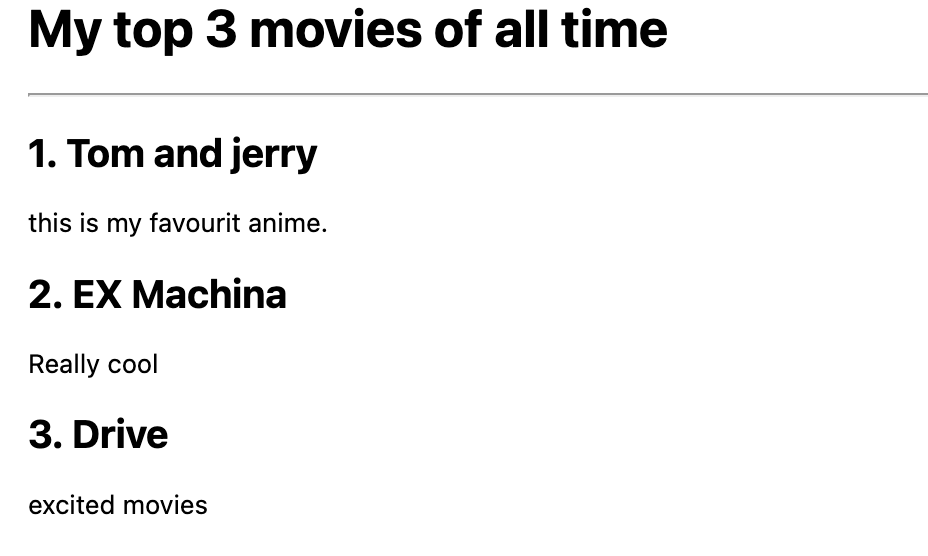 My top 3 movies of all time
1. Tom and jerry
this is my favourit anime.
2. EX Machina
Really cool
3. Drive
excited movies